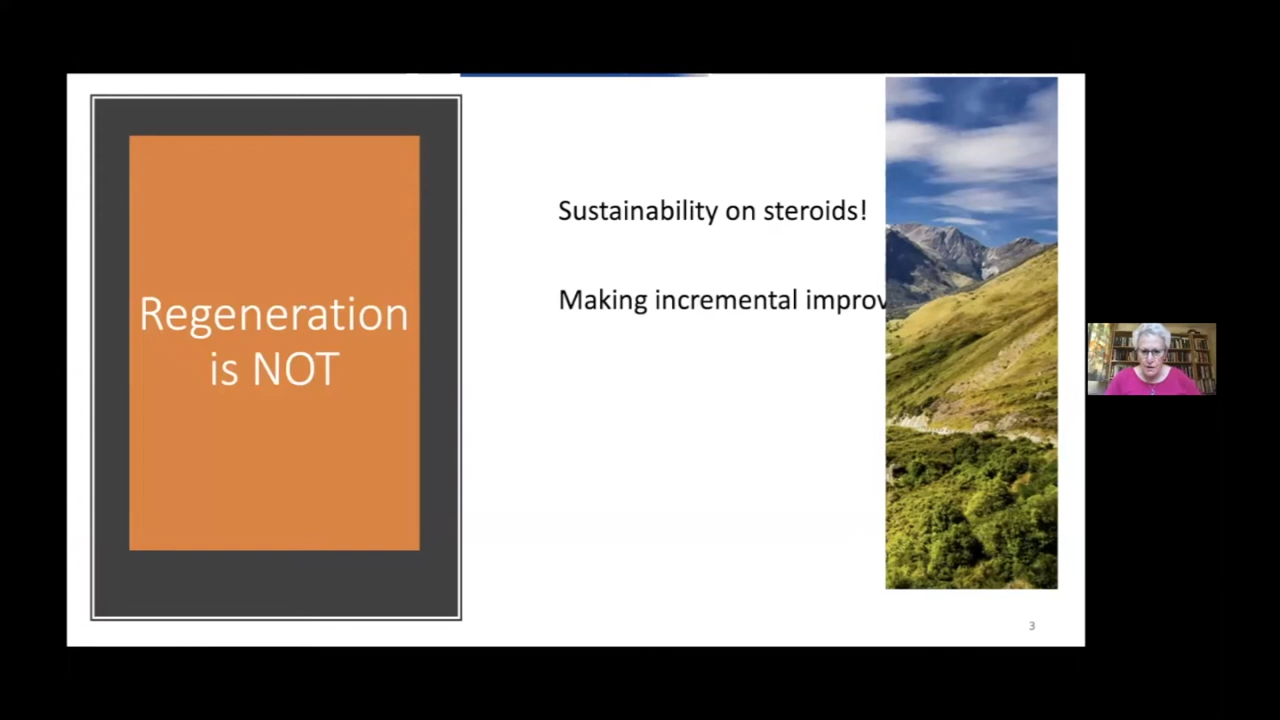 Regeneration
is NOT
Sustainability on steroids!
Making incremental improv
3